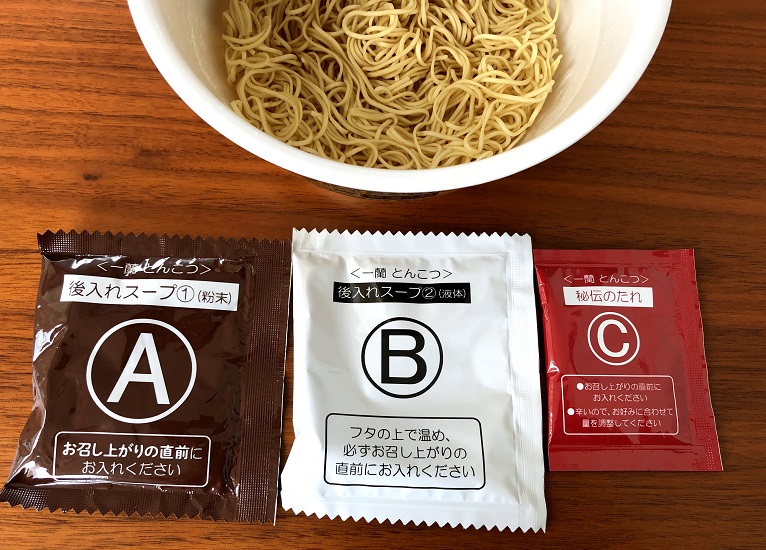 ＜一蘭 とんこつ＞
後入れスープ①(粉末)
A
お召し上がりの直前に
お入れください
＜一蘭 とんこつ＞
後入れスープ②(液体)
B
フタの上で温め、
必ずお召し上がりの
直前にお入れください
＜一蘭 とんこつ＞
秘伝のたれ
C
●お召し上がりの直前に
お入れください
●辛いので、お好みに合わせて
量を調整してください